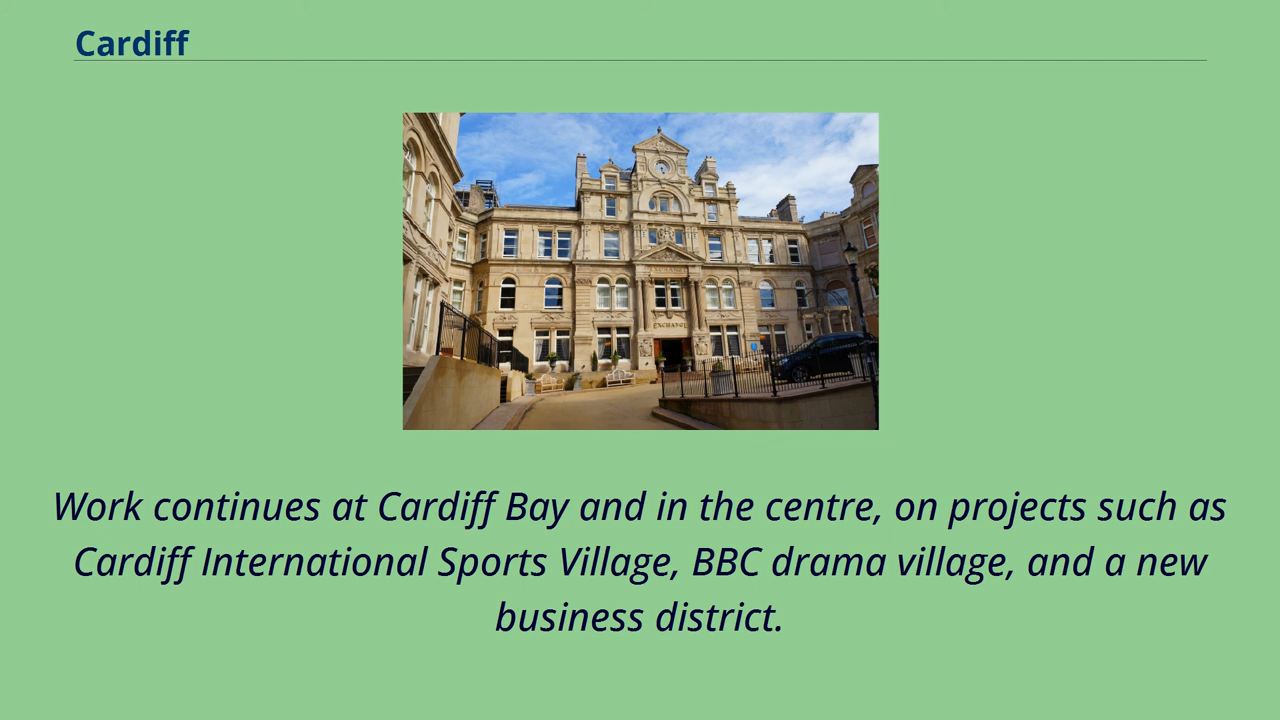 Cardiff
EXCHANGE
Work continues at Cardiff Bay and in the centre, on projects such as
Cardiff International Sports Village, BBC drama village, and a new
business district.